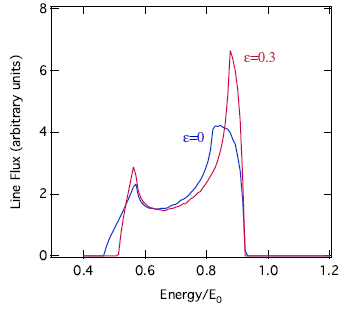 8
6
4
2
0
Line Flux (arbitrary units)
ε=0.3
ε=0
0.4 0.6 0.8 1.0 1.2
Energy/E₀